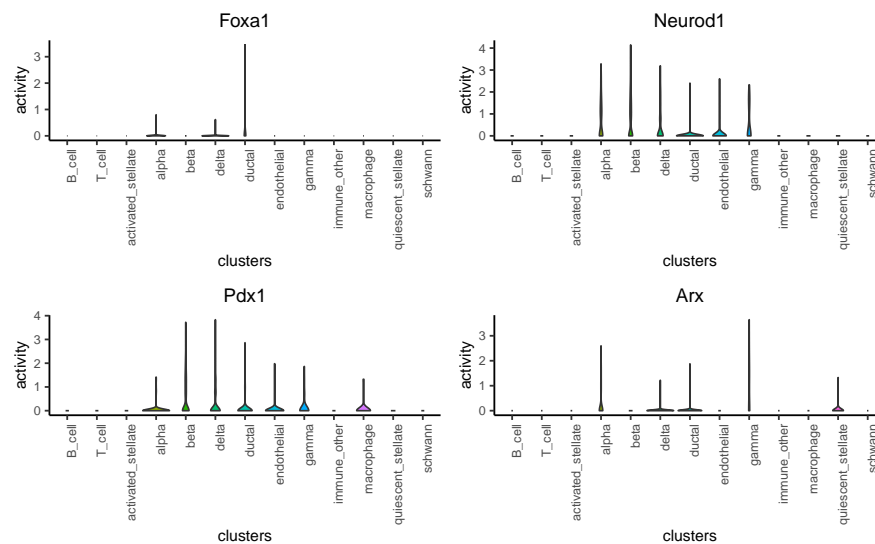 Foxa1
activity
3
2
1
0
B_cell
T_cell
activated_stellate
alpha
beta
delta
ductal
endothelial
gamma
immune_other
macrophage
quiescent_stellate
schwann
clusters
Neurod1
activity
4
3
2
1
0
B_cell
T_cell
activated_stellate
alpha
beta
delta
ductal
endothelial
gamma
immune_other
macrophage
quiescent_stellate
schwann
clusters
Pdx1
activity
4
3
2
1
0
B_cell
T_cell
activated_stellate
alpha
beta
delta
ductal
endothelial
gamma
immune_other
macrophage
quiescent_stellate
schwann
clusters
Arx
activity
3
2
1
0
B_cell
T_cell
activated_stellate
alpha
beta
delta
ductal
endothelial
gamma
immune_other
macrophage
quiescent_stellate
schwann
clusters